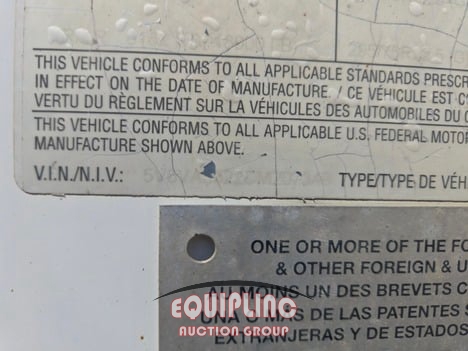 THIS VEHICLE CONFORMS TO ALL APPLICABLE STANDARDS PRESCR
IN EFFECT ON THE DATE OF MANUFACTURE. / CE VÉHICULE EST C
VERTU DU RÈGLEMENT SUR LA VÉHICULES DES AUTOMOBILES DU C
THIS VEHICLE CONFORMS TO ALL APPLICABLE U.S. FEDERAL MOTOR
MANUFACTURE SHOWN ABOVE.
V.I.N./N.I.V.: TYPE/TYPE DE VÉH
ONE OR MORE OF THE FO
& OTHER FOREIGN & U
AU MOINS UN DES BREVETS C
UNA O MAS DE LAS PATENTES S
EXTRANJERAS Y DE ESTADOS
EQUIPLINQ
AUCTION GROUP